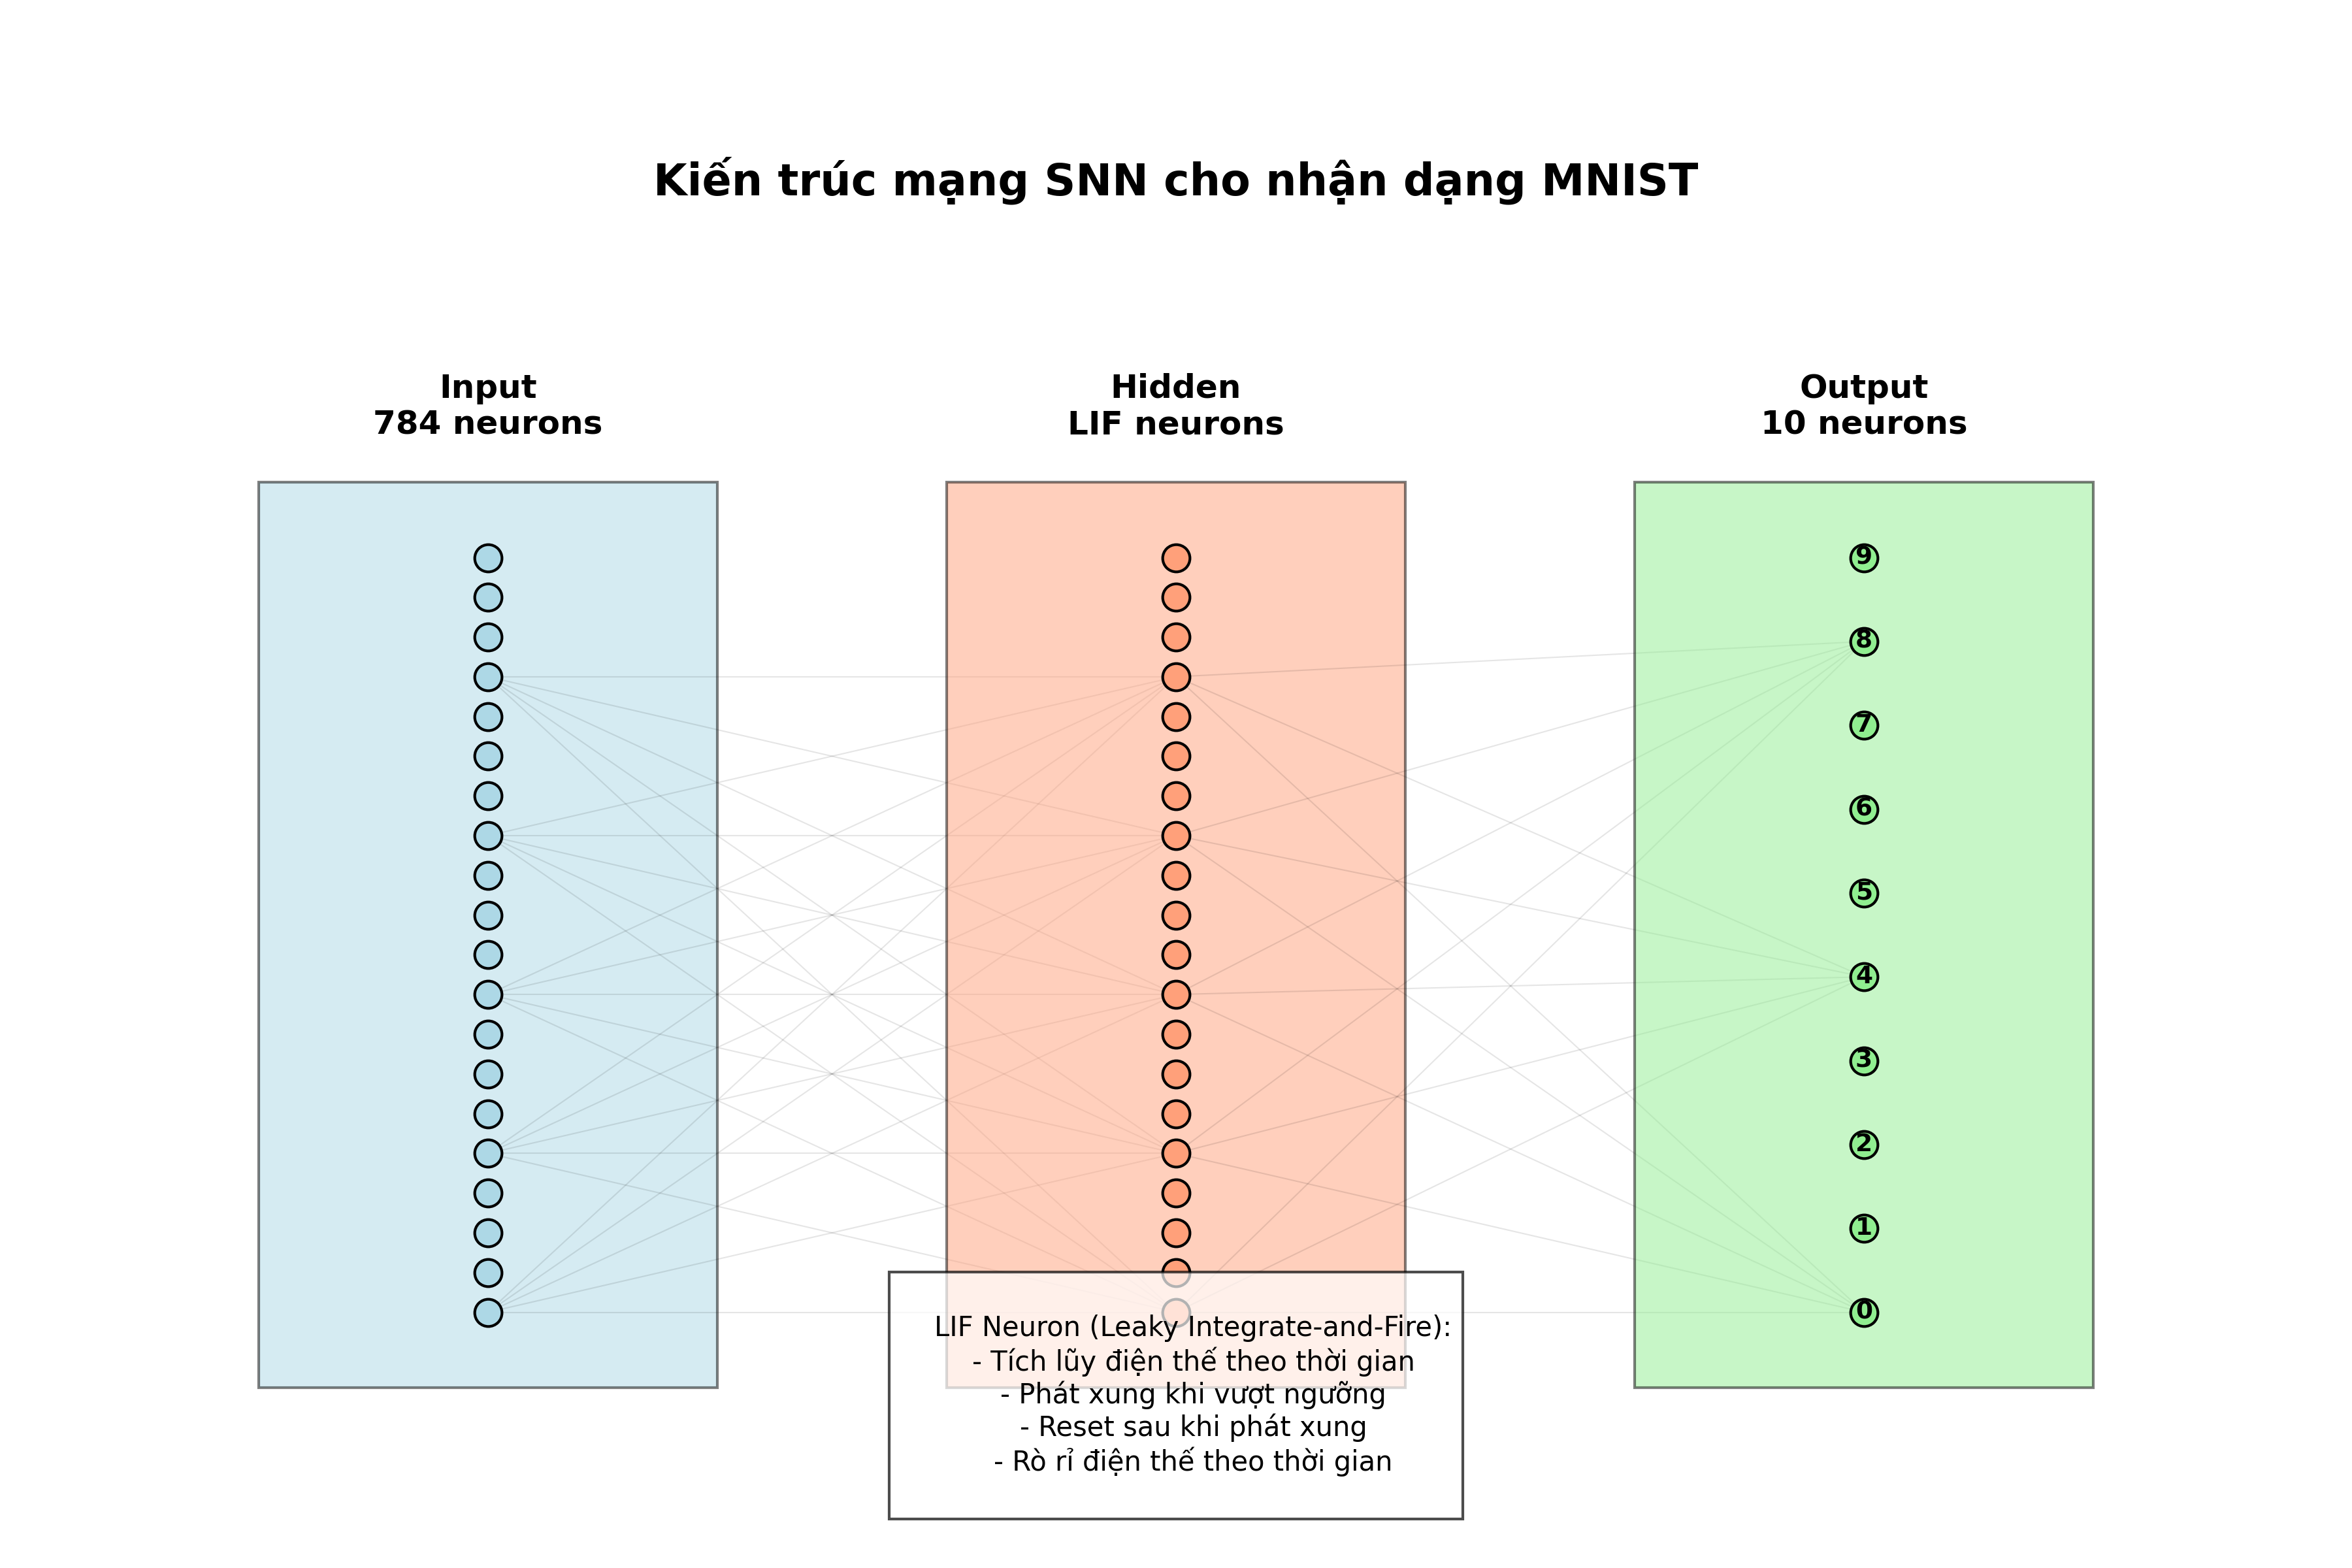 Kiến trúc mạng SNN cho nhận dạng MNIST
Input
784 neurons
Hidden
LIF neurons
Output
10 neurons
9
8
7
6
5
4
3
2
1
0
LIF Neuron (Leaky Integrate-and-Fire):
- Tích lũy điện thế theo thời gian
- Phát xung khi vượt ngưỡng
- Reset sau khi phát xung
- Rò rỉ điện thế theo thời gian